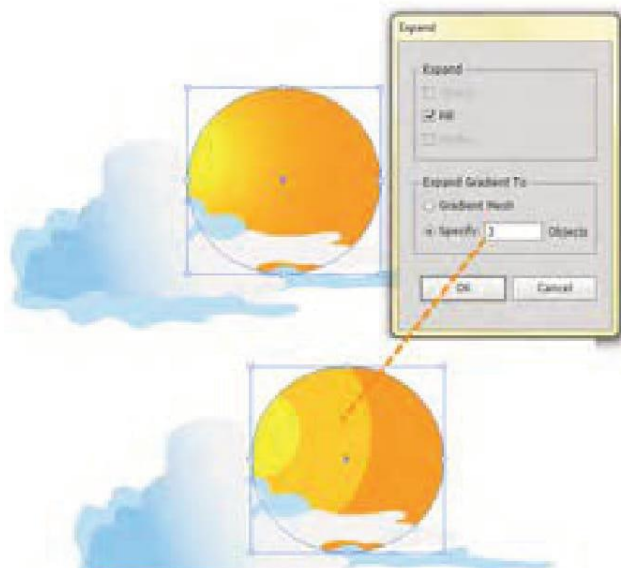 Expand
Expand
Fill
Expand Gradient To
Gradient Mesh
Specify: 3 Objects
OK
Cancel